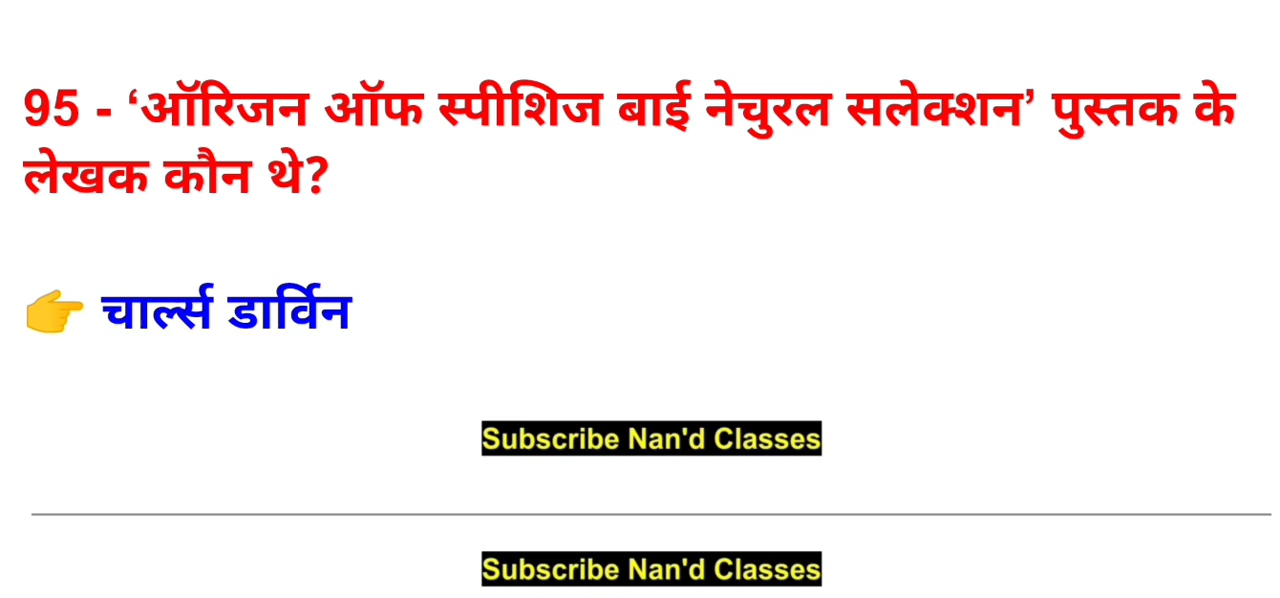 95 - ‘ऑरिजन ऑफ स्पीशिज बाई नेचुरल सलेक्शन’ पुस्तक के
लेखक कौन थे?
👉 चार्ल्स डार्विन
Subscribe Nan'd Classes
Subscribe Nan'd Classes